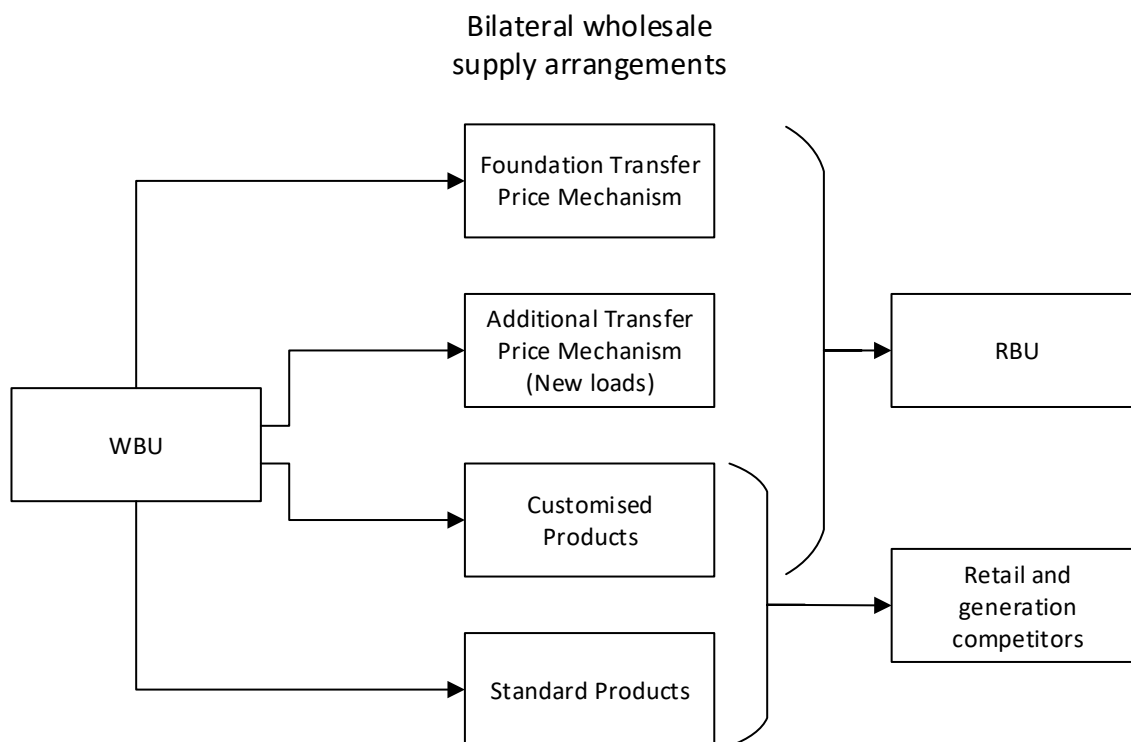 Bilateral wholesale
supply arrangements
Foundation Transfer
Price Mechanism
Additional Transfer
Price Mechanism
(New loads)
RBU
WBU
Customised
Products
Retail and
generation
competitors
Standard Products